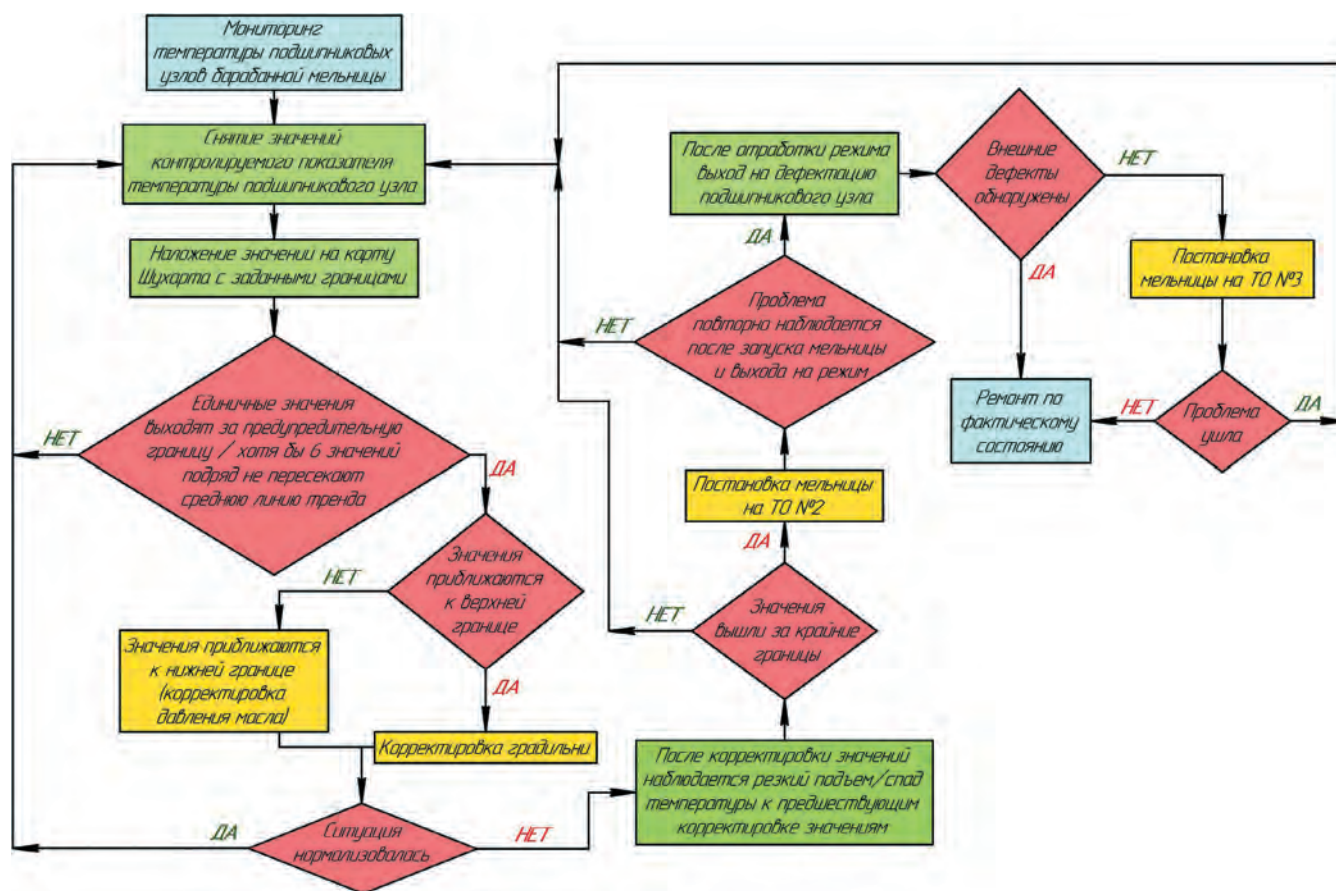 Мониторинг
температуры подшипниковых
узлов барабанной мельницы
Снятие значений
контролируемого показателя
температуры подшипникового узла
Наложение значений на карту
Шухарта с заданными границами
Единичные значения
выходят за предупредительную
границу / хотя бы 6 значений
подряд не пересекают
среднюю линию тренда
НЕТ
ДА
Значения
приближаются
к верхней
границе
НЕТ
ДА
Значения приближаются
к нижней границе
(корректировка
давления масла)
Корректировка градильни
Ситуация
нормализовалась
ДА
НЕТ
После корректировки значений
наблюдается резкий подъем/спад
температуры к предшествующим
корректировке значениям
Значения
вышли за крайние
границы
НЕТ
ДА
Постановка мельницы
на ТО №2
Проблема
повторно наблюдается
после запуска мельницы
и выхода на режим
НЕТ
ДА
После отработки режима
выход на дефектацию
подшипникового узла
Внешние
дефекты
обнаружены
НЕТ
ДА
Постановка
мельницы на ТО №3
Проблема
ушла
НЕТ
ДА
Ремонт по
фактическому
состоянию